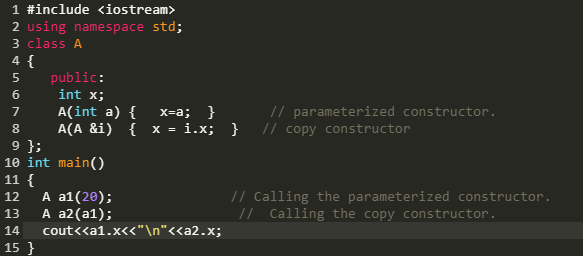 1 #include <iostream>
2 using namespace std;
3 class A
4 {
5    public:
6     int x;
7     A(int a) {   x=a;  }       // parameterized constructor.
8     A(A &i)  {  x = i.x;  }   // copy constructor
9 };
10 int main()
11 {
12   A a1(20);               // Calling the parameterized constructor.
13   A a2(a1);                //  Calling the copy constructor.
14   cout<<a1.x<<"\n"<<a2.x;
15 }